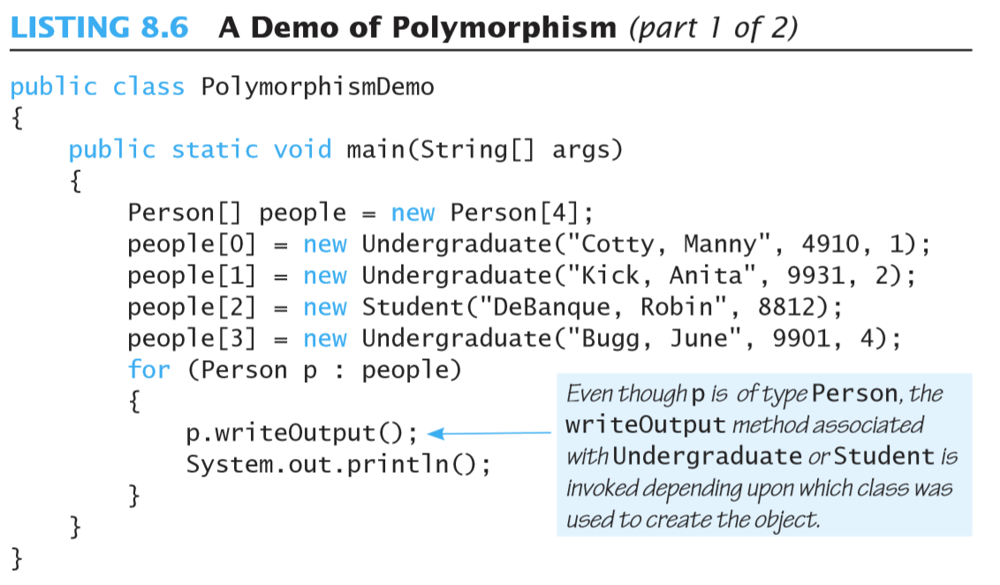 LISTING 8.6 A Demo of Polymorphism (part 1 of 2)
public class PolymorphismDemo
{
    public static void main(String[] args)
    {
        Person[] people = new Person[4];
        people[0] = new Undergraduate("Cotty, Manny", 4910, 1);
        people[1] = new Undergraduate("Kick, Anita", 9931, 2);
        people[2] = new Student("DeBanque, Robin", 8812);
        people[3] = new Undergraduate("Bugg, June", 9901, 4);
        for (Person p : people)
        {
            p.writeOutput();
            System.out.println();
        }
    }
}
Even though p is of type Person, the
writeOutput method associated
with Undergraduate or Student is
invoked depending upon which class was
used to create the object.